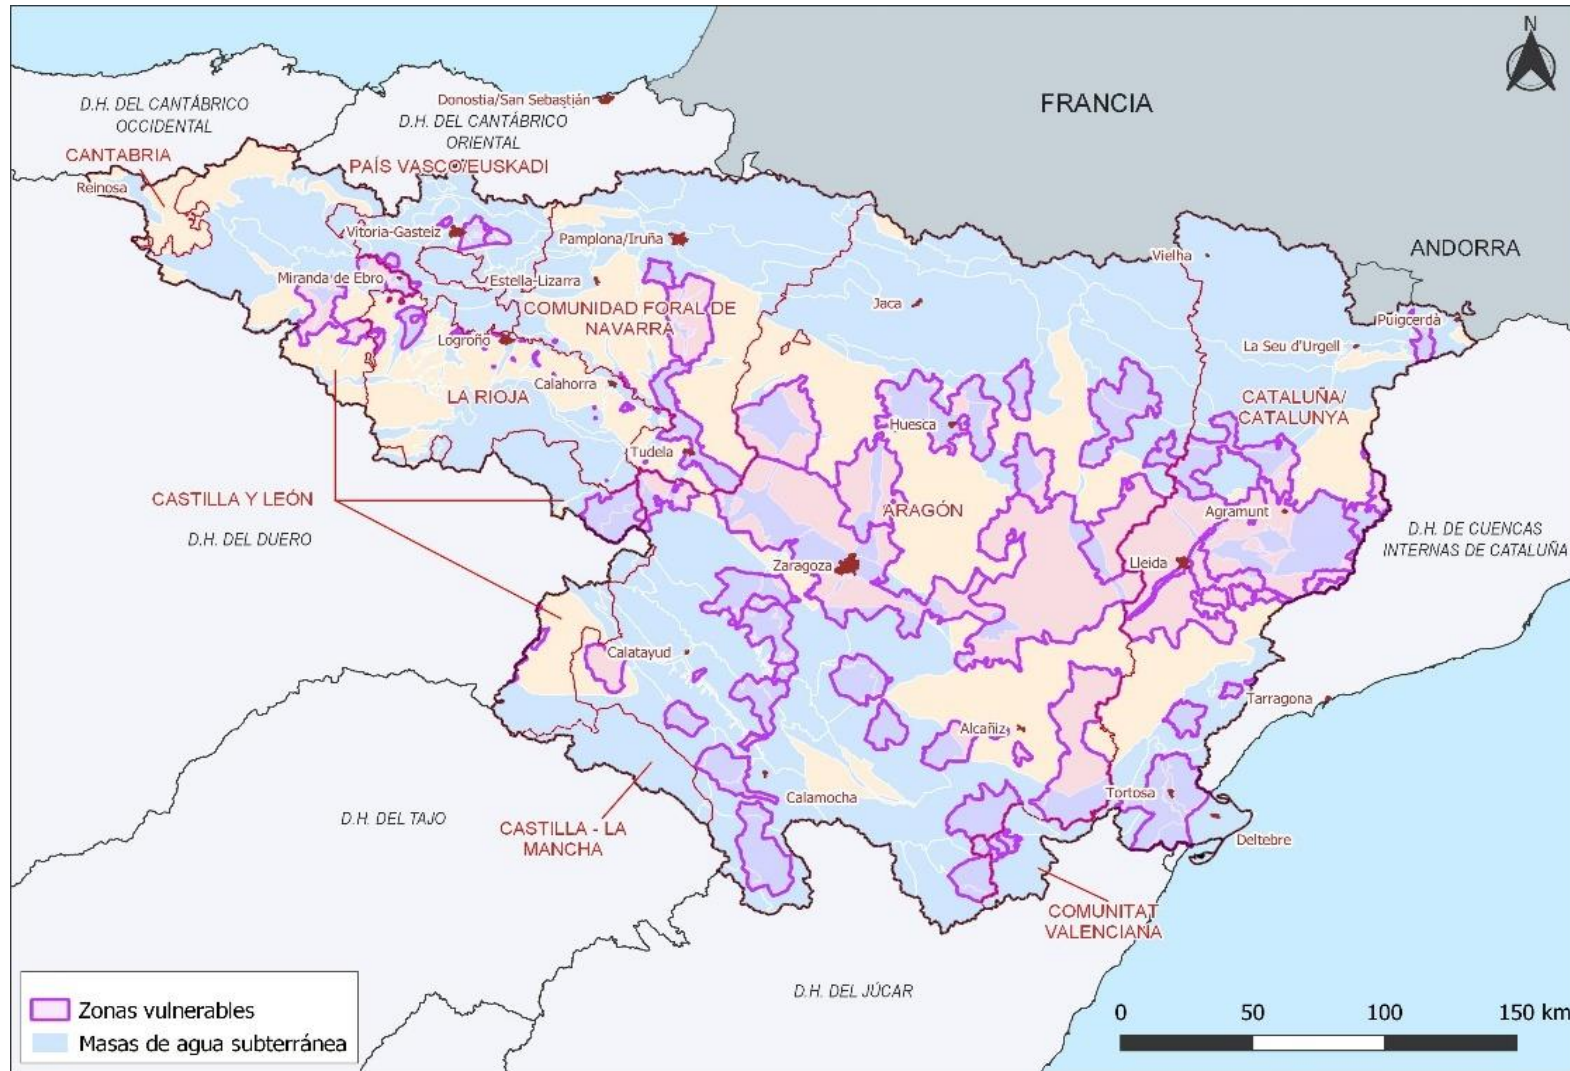 N
Donostia/San Sebastián
D.H. DEL CANTÁBRICO
OCCIDENTAL
D.H. DEL CANTÁBRICO
ORIENTAL
FRANCIA
CANTABRIA
PAÍS VASCO/EUSKADI
Reinosa
Vitoria-Gasteiz
Pamplona/Iruña
Vielha
ANDORRA
Miranda de Ebro
Estella-Lizarra
Jaca
COMUNIDAD FORAL DE
NAVARRA
Puigcerdà
Logroño
La Seu d'Urgell
LA RIOJA
Calahorra
CATALUÑA/
CATALUNYA
Huesca
Tudela
CASTILLA Y LEÓN
ARAGÓN
Agramunt
D.H. DEL DUERO
D.H. DE CUENCAS
INTERNAS DE CATALUÑA
Zaragoza
Lleida
Calatayud
Tarragona
Alcañiz
Calamocha
Tortosa
D.H. DEL TAJO
CASTILLA - LA
MANCHA
Deltebre
COMUNITAT
VALENCIANA
D.H. DEL JÚCAR
Zonas vulnerables
Masas de agua subterránea
0 50 100 150 km